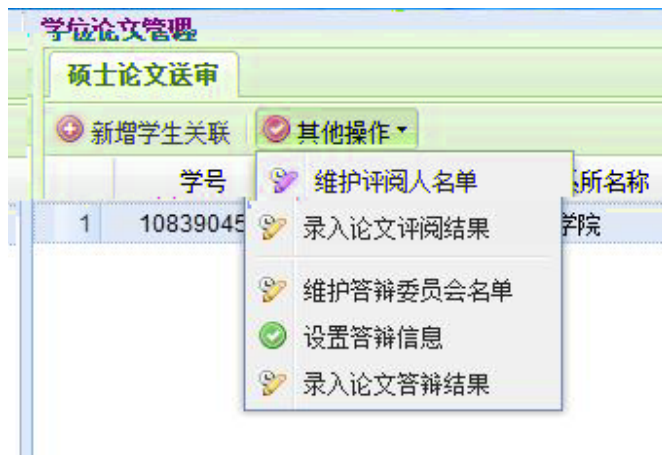 学位论文管理
硕士论文送审
新增学生关联 其他操作
学号 所名称
1 10839045 学院
维护评阅人名单
录入论文评阅结果
维护答辩委员会名单
设置答辩信息
录入论文答辩结果